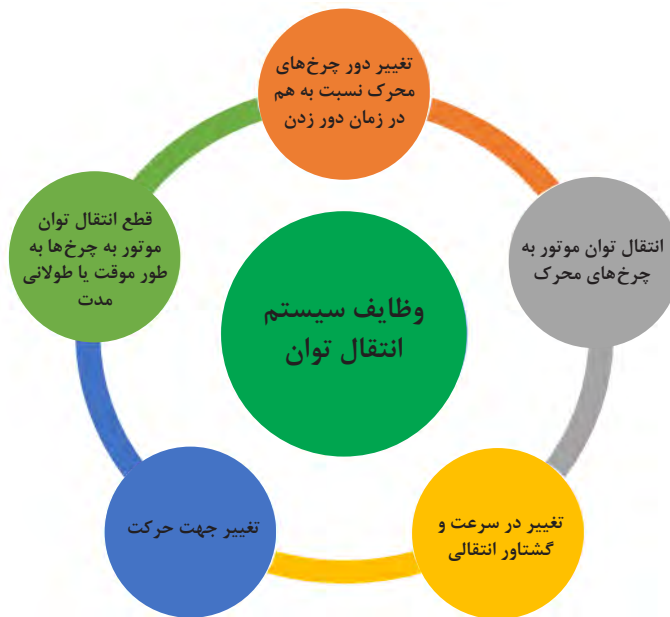 تغییر دور چرخ‌های
محرک نسبت به هم
در زمان دور زدن
قطع انتقال توان
موتور به چرخ‌ها به
طور موقت یا طولانی
مدت
انتقال توان موتور به
چرخ‌های محرک
وظایف سیستم
انتقال توان
تغییر جهت حرکت
تغییر در سرعت و
گشتاور انتقالی